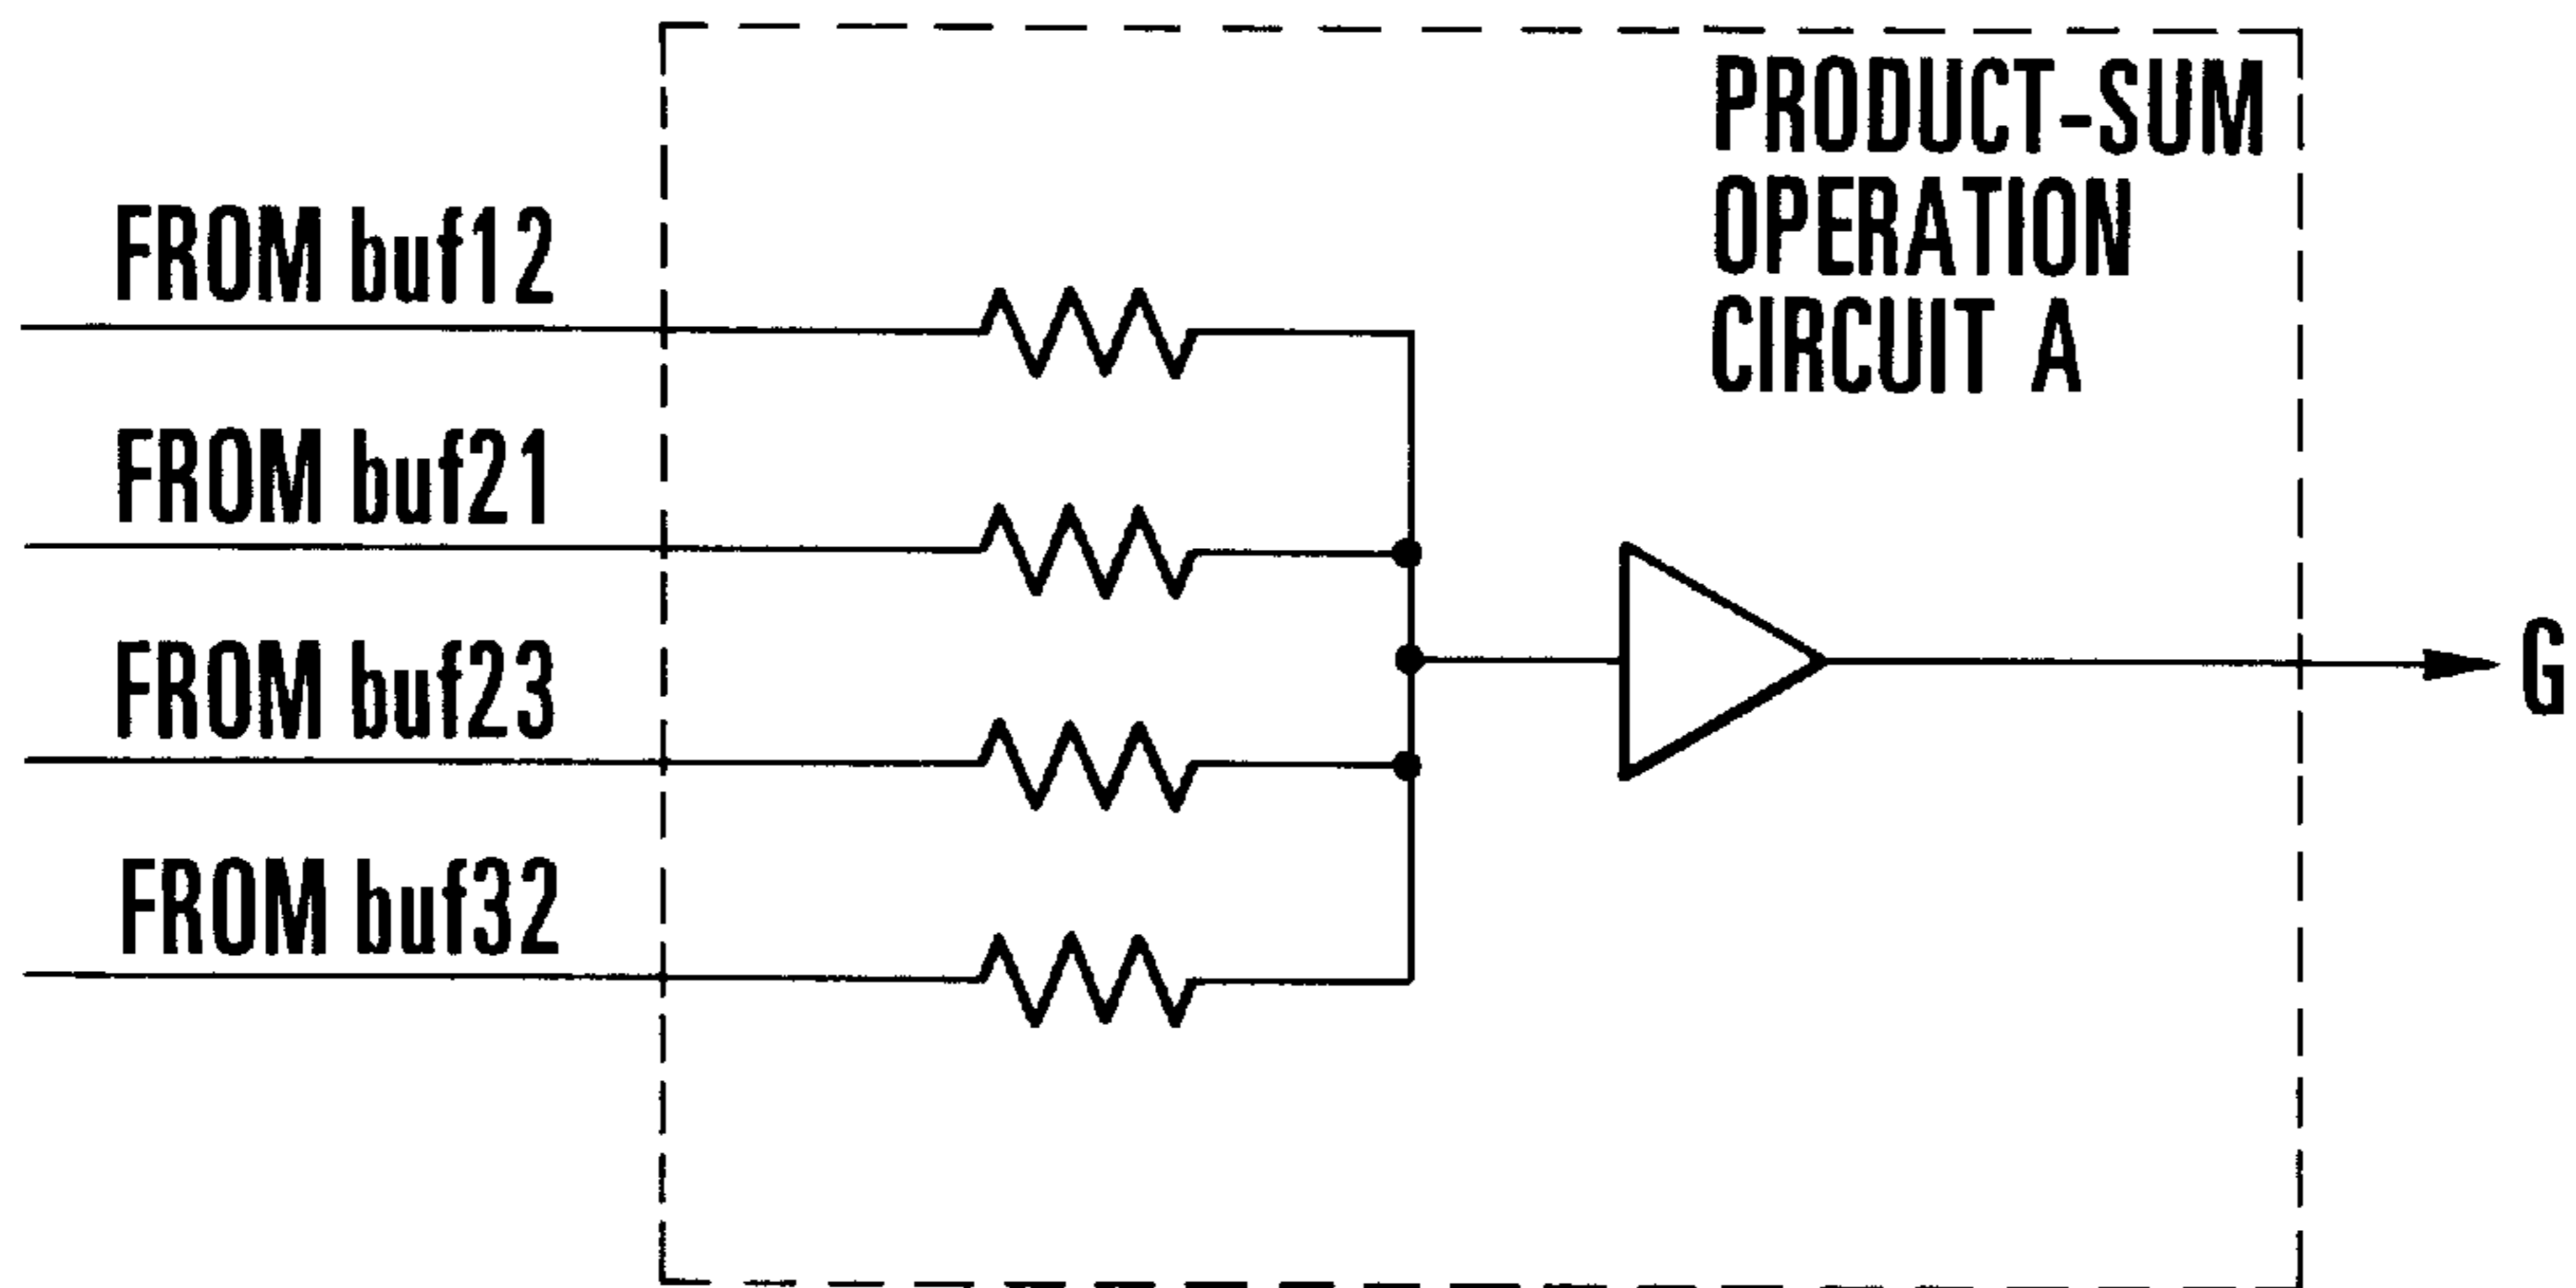 PRODUCT-SUM
OPERATION
CIRCUIT A
FROM buf12
FROM buf21
FROM buf23
FROM buf32
G